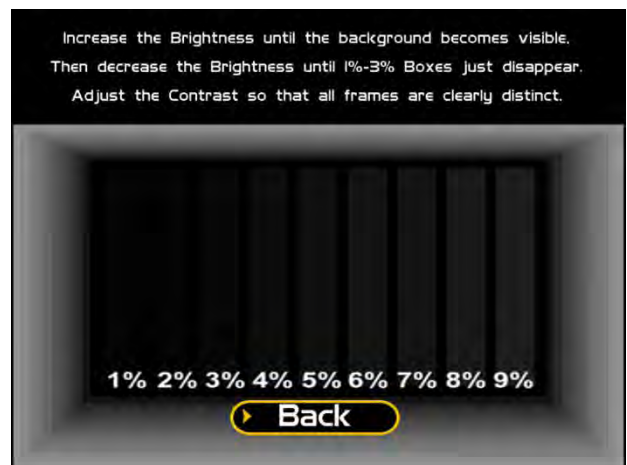 Increase the Brightness until the background becomes visible.
Then decrease the Brightness until 1%-3% Boxes just disappear.
Adjust the Contrast so that all frames are clearly distinct.
1% 2% 3% 4% 5% 6% 7% 8% 9%
Back